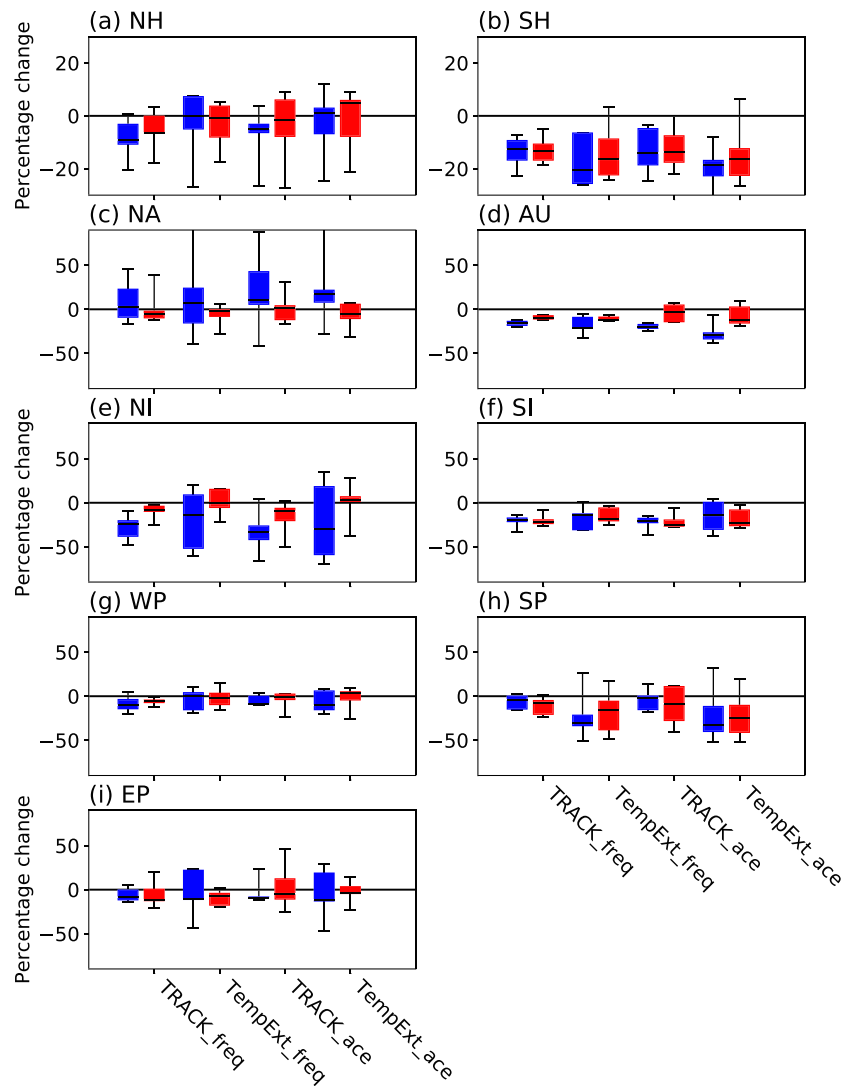 (a) NH
(b) SH
Percentage change
20
0
−20
20
0
−20
(c) NA
(d) AU
50
0
−50
50
0
−50
(e) NI
(f) SI
Percentage change
50
0
−50
50
0
−50
(g) WP
(h) SP
50
0
−50
50
0
−50
TRACK_freq
TempExt_freq
TRACK_ace
TempExt_ace
(i) EP
Percentage change
50
0
−50
TRACK_freq
TempExt_freq
TRACK_ace
TempExt_ace